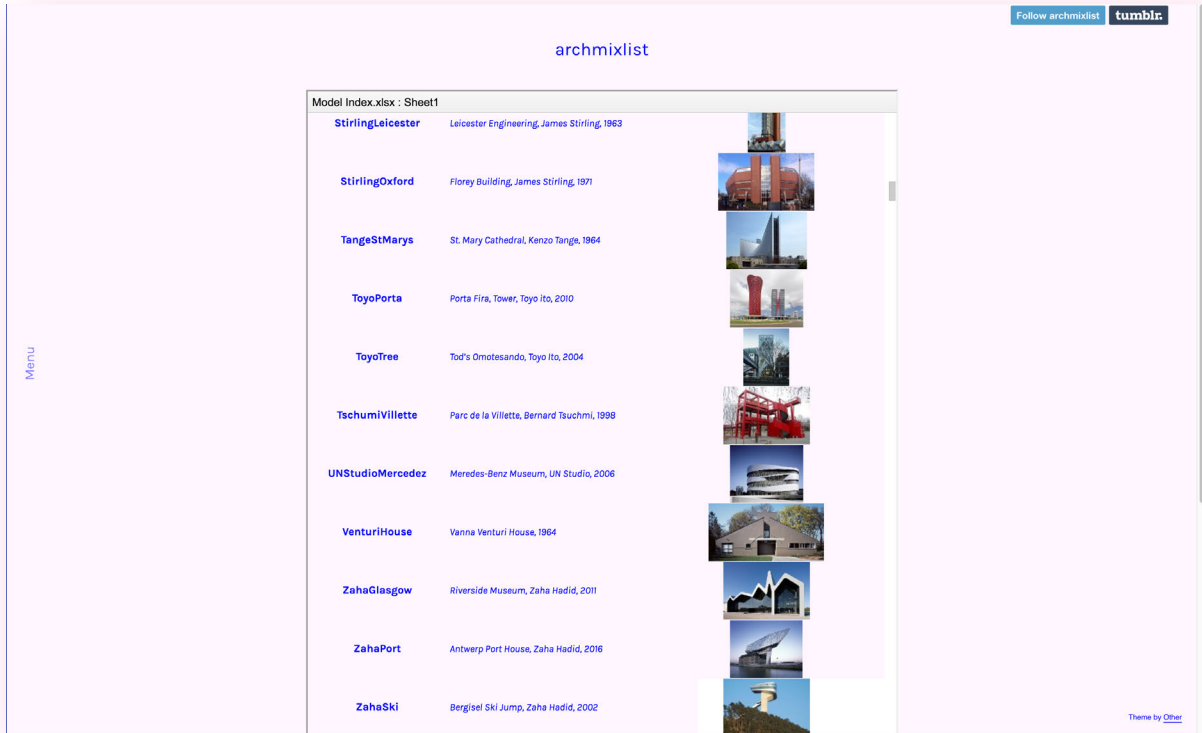 Follow archmixlist tumblr.
archmixlist
Model Index.xlsx : Sheet1
StirlingLeicester Leicester Engineering, James Stirling, 1963
StirlingOxford Florey Building, James Stirling, 1971
TangeStMarys St. Mary Cathedral, Kenzo Tange, 1964
ToyoPorta Porta Fira, Tower, Toyo ito, 2010
ToyoTree Tod's Omotesando, Toyo Ito, 2004
Menu
TschumiVillette Parc de la Villette, Bernard Tsuchmi, 1998
UNStudioMercedez Meredes-Benz Museum, UN Studio, 2006
VenturiHouse Vanna Venturi House, 1964
ZahaGlasgow Riverside Museum, Zaha Hadid, 2011
ZahaPort Antwerp Port House, Zaha Hadid, 2016
ZahaSki Bergisel Ski Jump, Zaha Hadid, 2002
Theme by Other